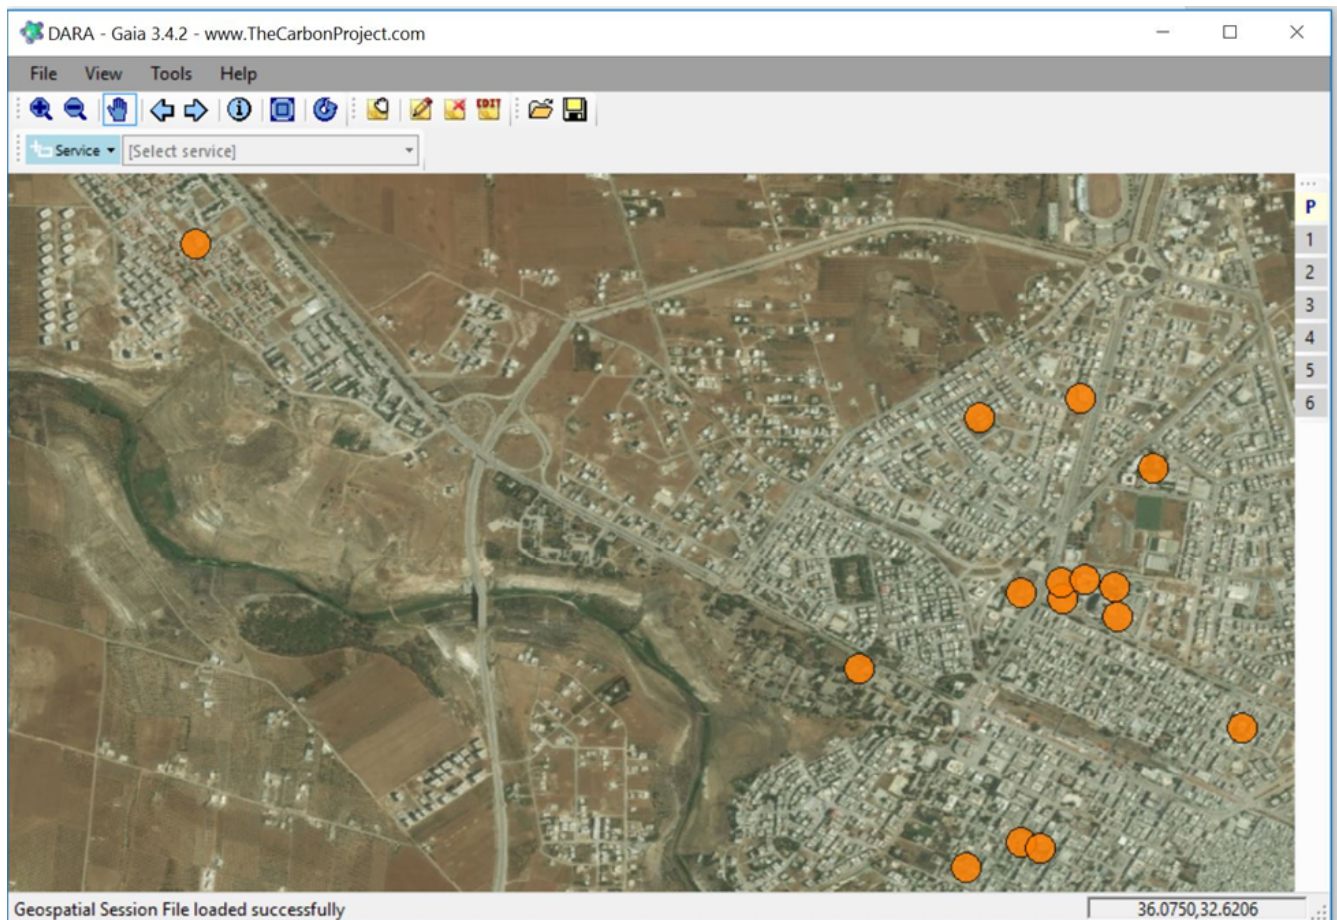 DARA - Gaia 3.4.2 - www.TheCarbonProject.com
File View Tools Help
EDIT
Service [Select service]
P
1
2
3
4
5
6
Geospatial Session File loaded successfully 36.0750,32.6206